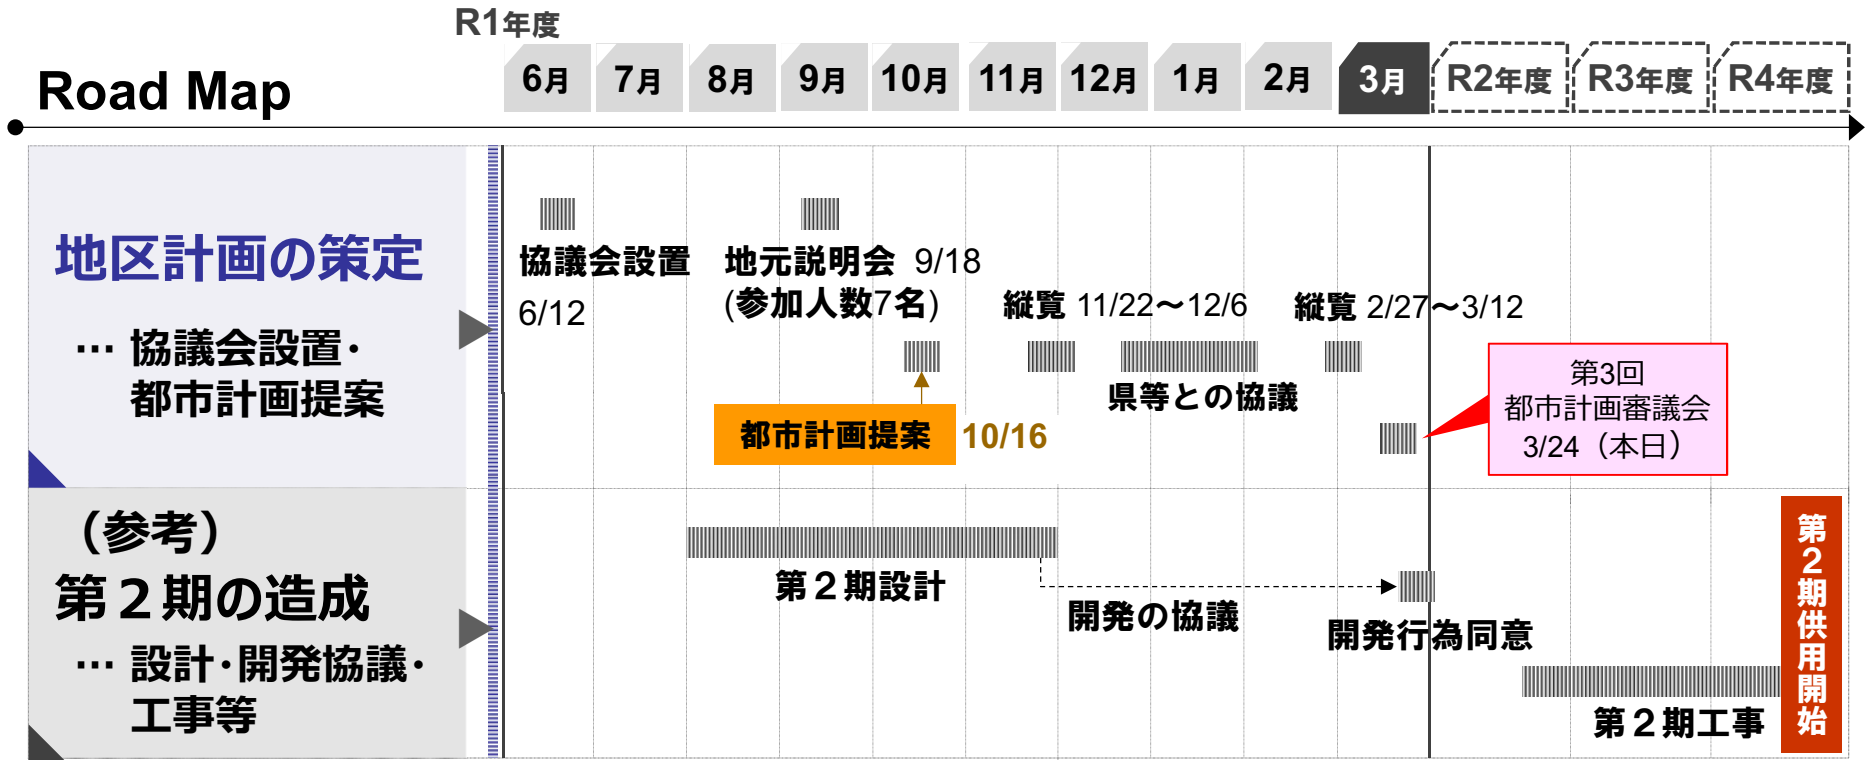 R1年度
Road Map
6月
7月
8月
9月
10月
11月
12月
1月
2月
3月
R2年度
R3年度
R4年度
地区計画の策定
… 協議会設置・
都市計画提案
協議会設置
6/12
地元説明会 9/18
(参加人数7名)
縦覧 11/22～12/6
縦覧 2/27～3/12
県等との協議
都市計画提案
10/16
第3回
都市計画審議会
3/24（本日）
（参考）
第２期の造成
… 設計・開発協議・
工事等
第２期設計
開発の協議
開発行為同意
第２期工事
第２期供用開始